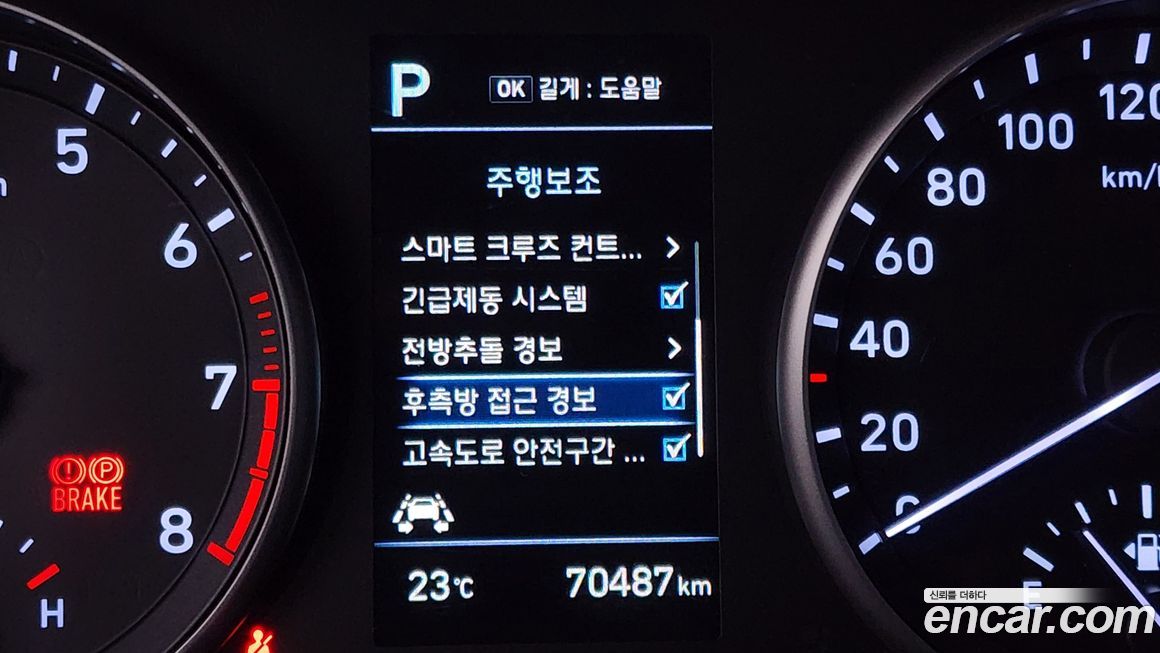 P
OK 길게 : 도움말
주행보조
스마트 크루즈 컨트...
긴급제동 시스템
전방추돌 경보
후측방 접근 경보
고속도로 안전구간 ...
23℃ 70487 km
5
6
7
8
H
(!) (P)
BRAKE
120
100
80
60
40
20
0
km/
E
신뢰를 더하다
encar.com